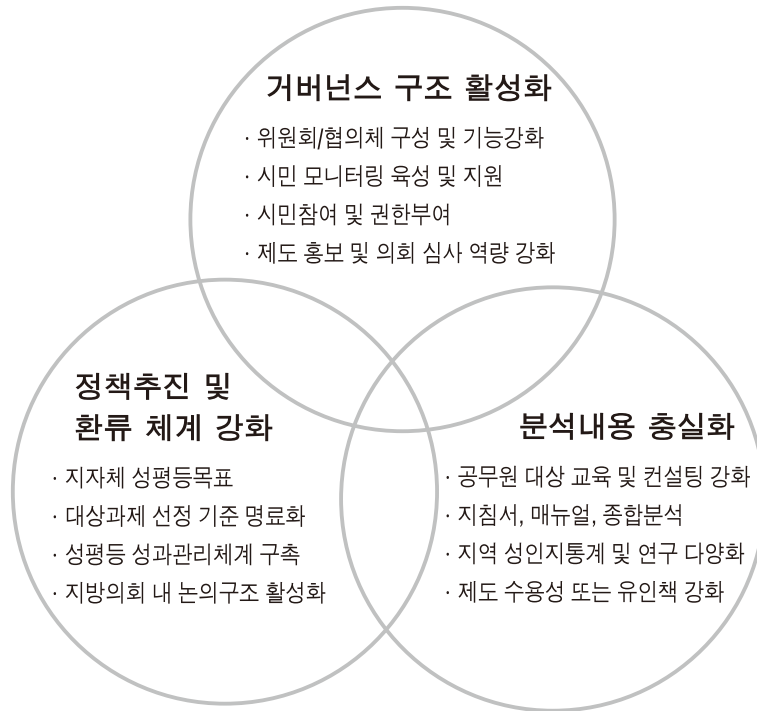 거버넌스 구조 활성화
· 위원회/협의체 구성 및 기능강화
· 시민 모니터링 육성 및 지원
· 시민참여 및 권한부여
· 제도 홍보 및 의회 심사 역량 강화
정책추진 및
환류 체계 강화
· 지자체 성평등목표
· 대상과제 선정 기준 명료화
· 성평등 성과관리체계 구축
· 지방의회 내 논의구조 활성화
분석내용 충실화
· 공무원 대상 교육 및 컨설팅 강화
· 지침서, 매뉴얼, 종합분석
· 지역 성인지통계 및 연구 다양화
· 제도 수용성 또는 유인책 강화